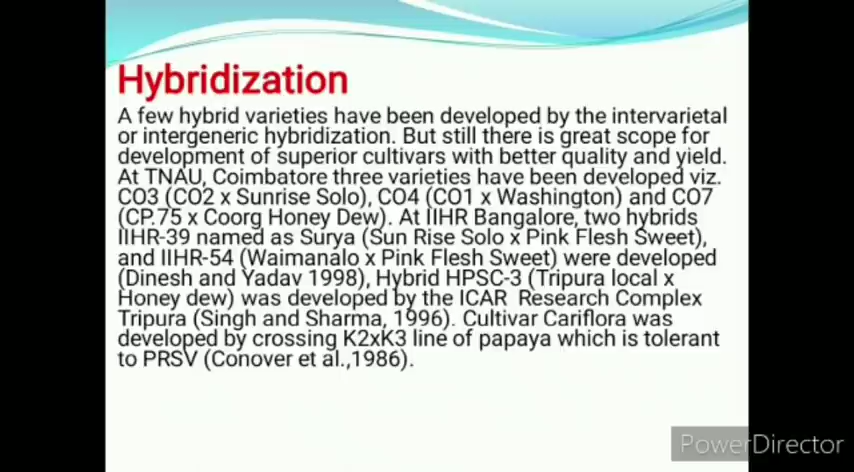 Hybridization
A few hybrid varieties have been developed by the intervarietal
or intergeneric hybridization. But still there is great scope for
development of superior cultivars with better quality and yield.
At TNAU, Coimbatore three varieties have been developed viz.
CO3 (CO2 x Sunrise Solo), CO4 (CO1 x Washington) and CO7
(CP.75 x Coorg Honey Dew). At IIHR Bangalore, two hybrids
IIHR-39 named as Surya (Sun Rise Solo x Pink Flesh Sweet),
and IIHR-54 (Waimanalo x Pink Flesh Sweet) were developed
(Dinesh and Yadav 1998), Hybrid HPSC-3 (Tripura local x
Honey dew) was developed by the ICAR Research Complex
Tripura (Singh and Sharma, 1996). Cultivar Cariflora was
developed by crossing K2xK3 line of papaya which is tolerant
to PRSV (Conover et al.,1986).
PowerDirector